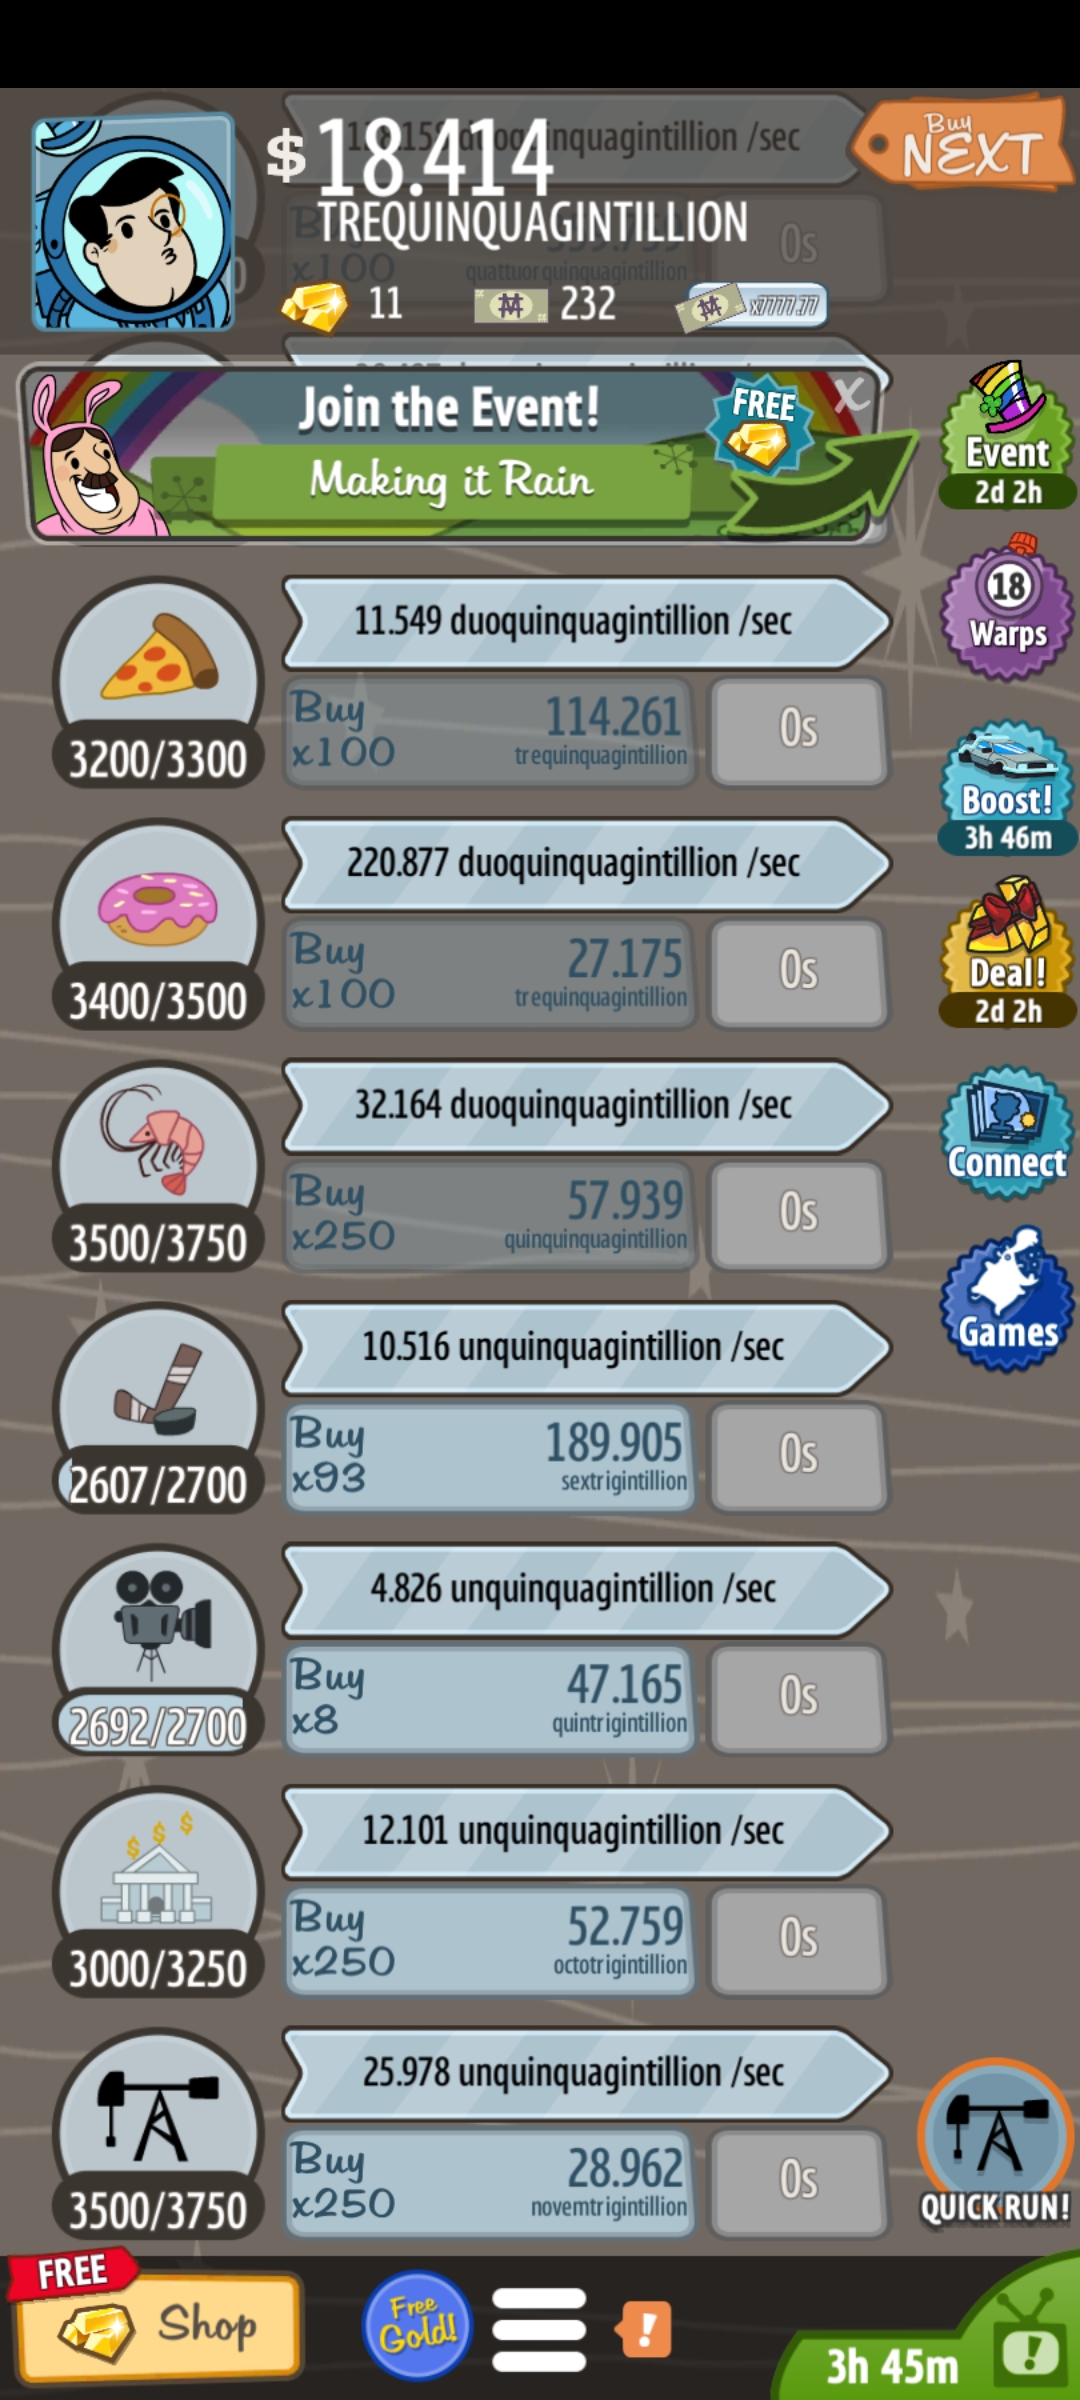 $ 18.414
TREQUINQUAGINTILLION
Buy
NEXT
duoquinquagintillion /sec
x100
quattuorquinquagintillion
0s
11
232
x7777.77
Join the Event!
Making it Rain
FREE
X
Event
2d 2h
18
Warps
Boost!
3h 46m
Deal!
2d 2h
Connect
Games
11.549 duoquinquagintillion /sec
Buy
x100
114.261
trequinquagintillion
0s
3200/3300
220.877 duoquinquagintillion /sec
Buy
x100
27.175
trequinquagintillion
0s
3400/3500
32.164 duoquinquagintillion /sec
Buy
x250
57.939
quinquinquagintillion
0s
3500/3750
10.516 unquinquagintillion /sec
Buy
x93
189.905
sextrigintillion
0s
2607/2700
4.826 unquinquagintillion /sec
Buy
x8
47.165
quintrigintillion
0s
2692/2700
12.101 unquinquagintillion /sec
Buy
x250
52.759
octotrigintillion
0s
3000/3250
25.978 unquinquagintillion /sec
Buy
x250
28.962
novemtrigintillion
0s
3500/3750
QUICK RUN!
FREE
Shop
Free
Gold!
!
3h 45m
!